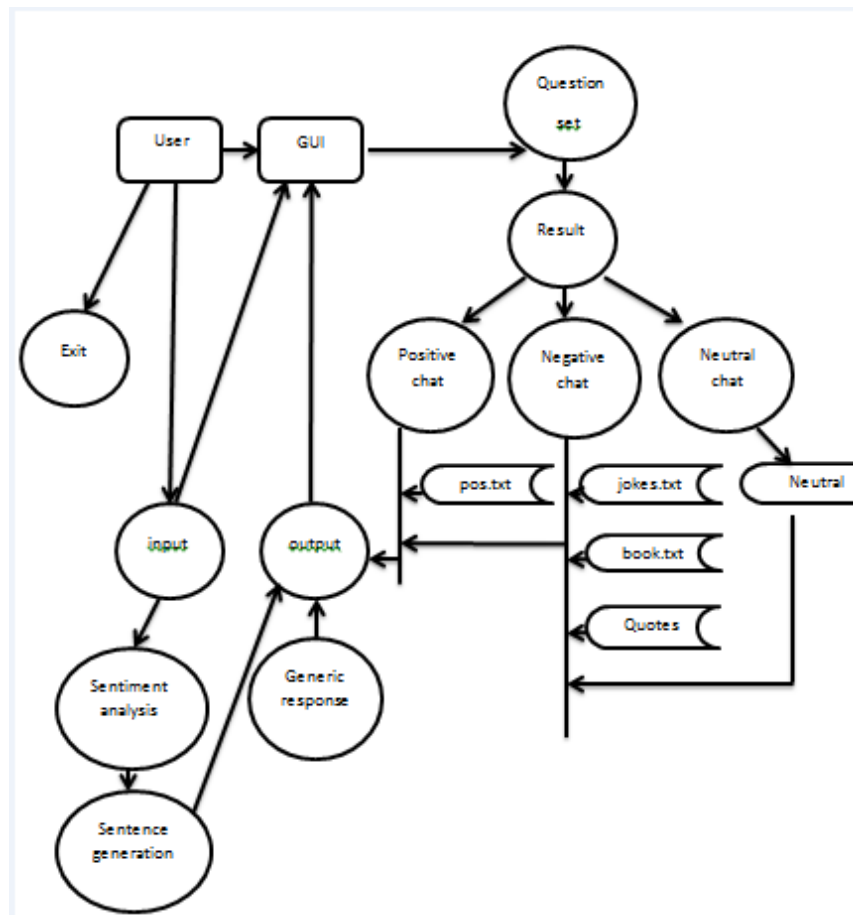 Question
set
User
GUI
Result
Exit
Positive
chat
Negative
chat
Neutral
chat
pos.txt
jokes.txt
Neutral
input
output
book.txt
Quotes
Sentiment
analysis
Generic
response
Sentence
generation